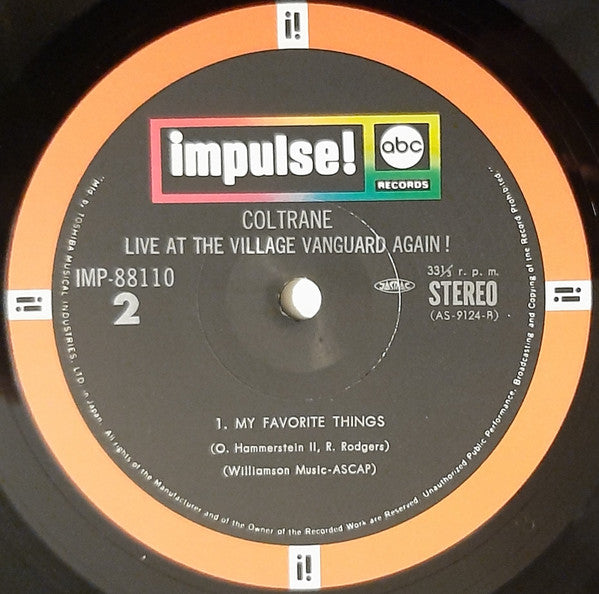 i!
impulse!
abc
RECORDS
COLTRANE
LIVE AT THE VILLAGE VANGUARD AGAIN!
IMP-88110
2
JASRAC
33⅓ r. p. m.
STEREO
(AS-9124-B)
i!
i!
1. MY FAVORITE THINGS
(O. Hammerstein II, R. Rodgers)
(Williamson Music-ASCAP)
"Mfd by TOSHIBA MUSICAL INDUSTRIES, LTD. in Japan. All rights of the Manufacturer and of the Owner of the Recorded Work are Reserved. Unauthorized Public Performance, Broadcasting and Copying of the Record Prohibited."
i!